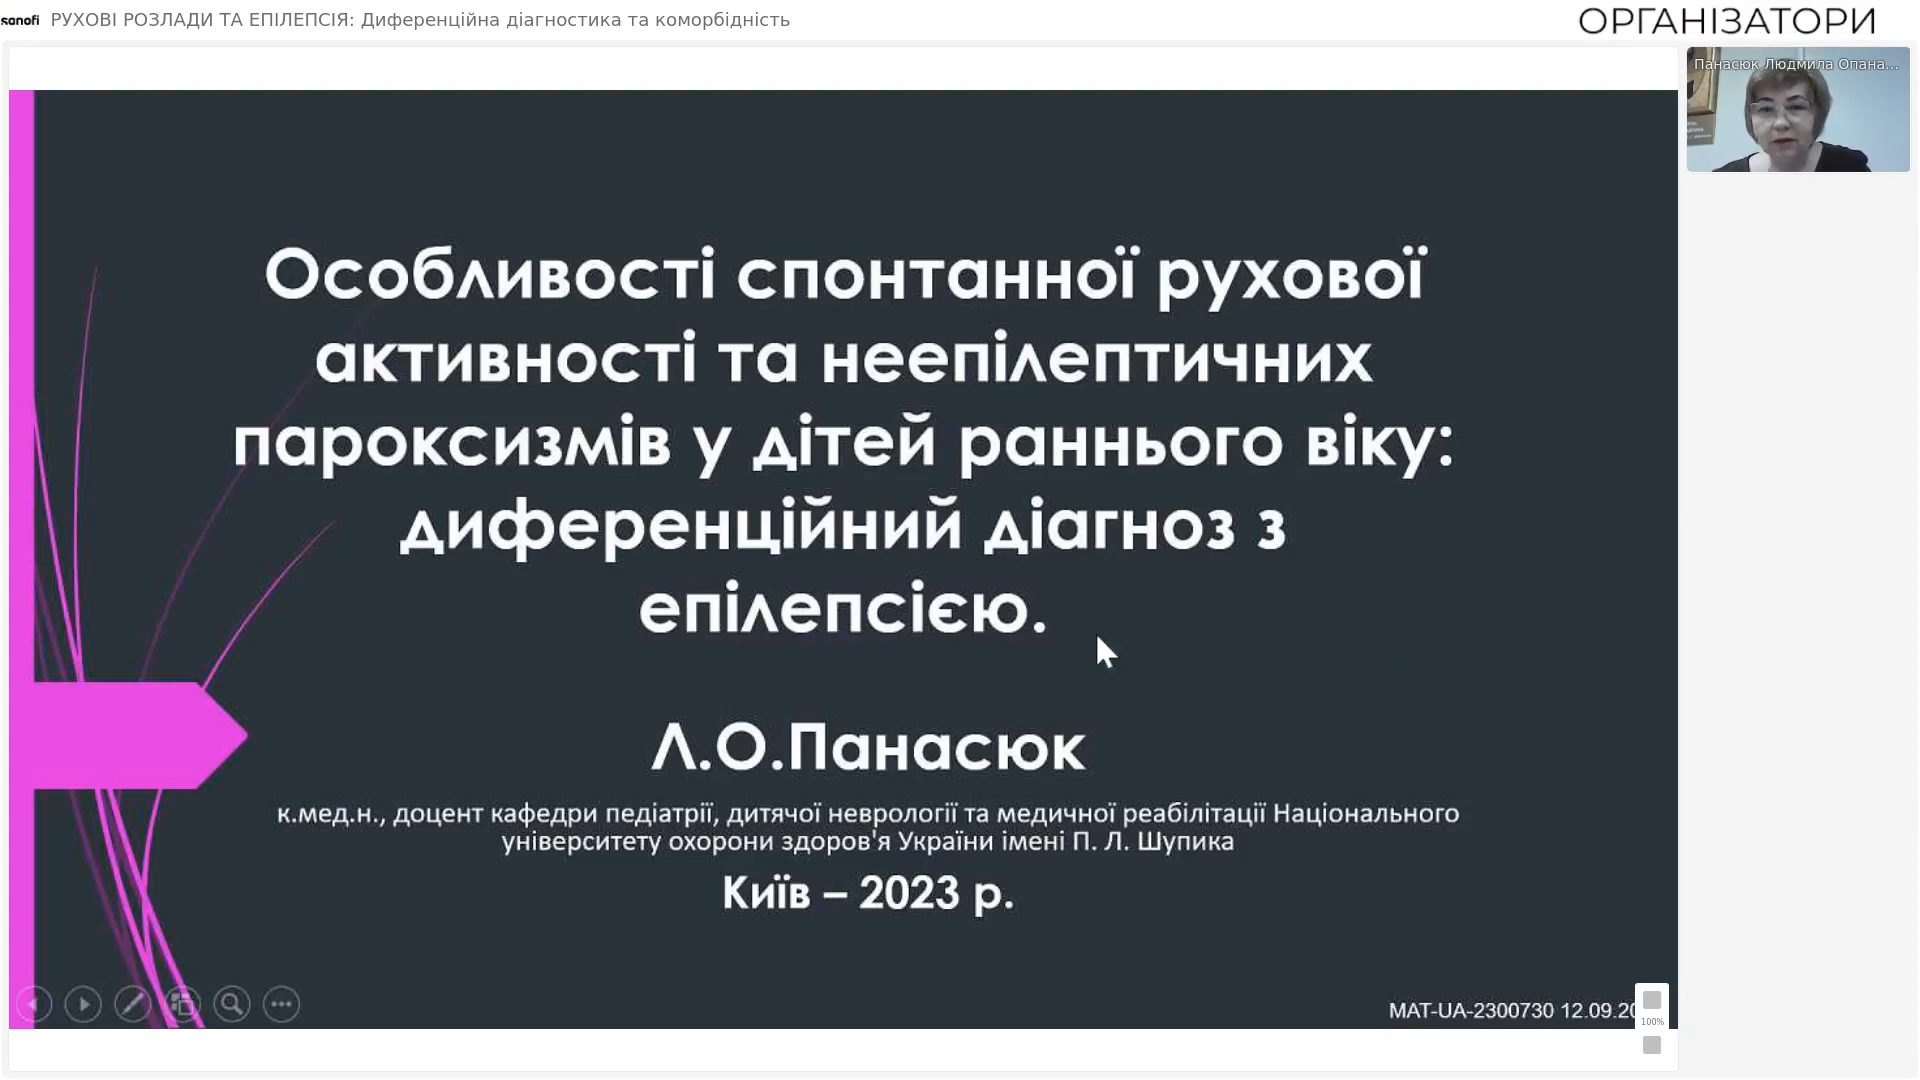 sanofi РУХОВІ РОЗЛАДИ ТА ЕПІЛЕПСІЯ: Диференційна діагностика та коморбідність
ОРГАНІЗАТОРИ
Панасюк Людмила Опана...
Особливості спонтанної рухової
активності та неепілептичних
пароксизмів у дітей раннього віку:
диференційний діагноз з
епілепсією.
Л.О.Панасюк
к.мед.н., доцент кафедри педіатрії, дитячої неврології та медичної реабілітації Національного
університету охорони здоров'я України імені П. Л. Шупика
Київ – 2023 р.
MAT-UA-2300730 12.09.20
100%